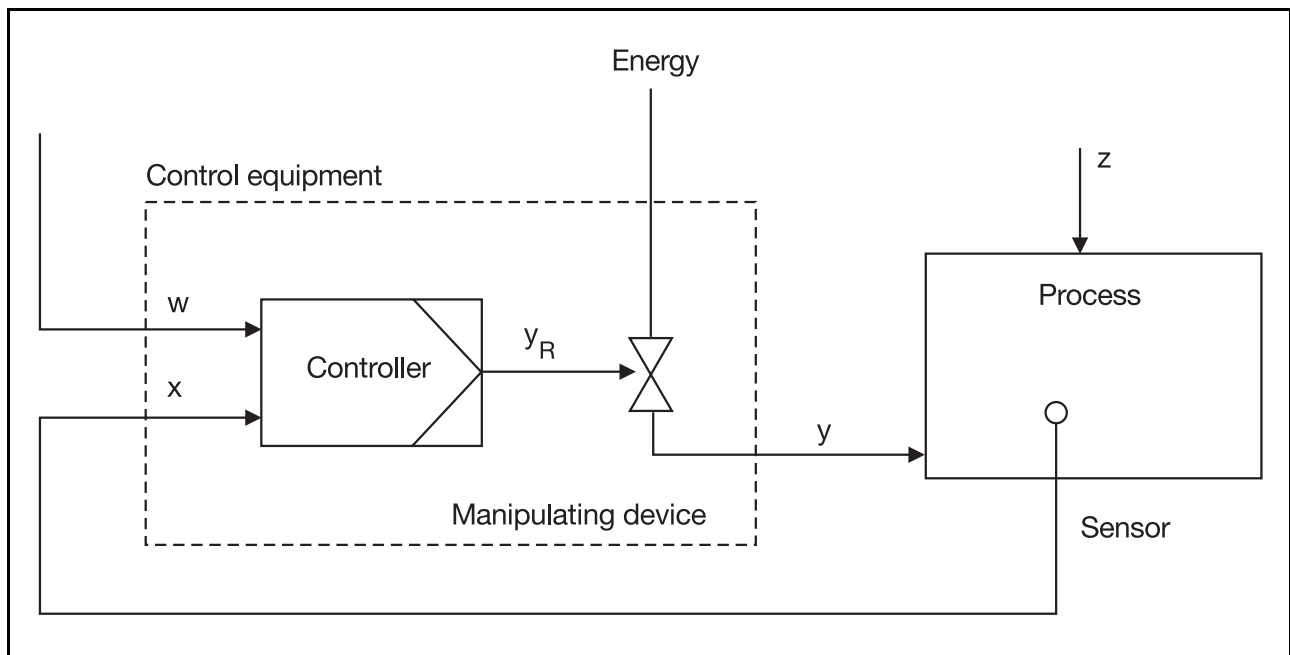 Energy
z
Control equipment
Process
w
y_R
Controller
x
y
Manipulating device
Sensor